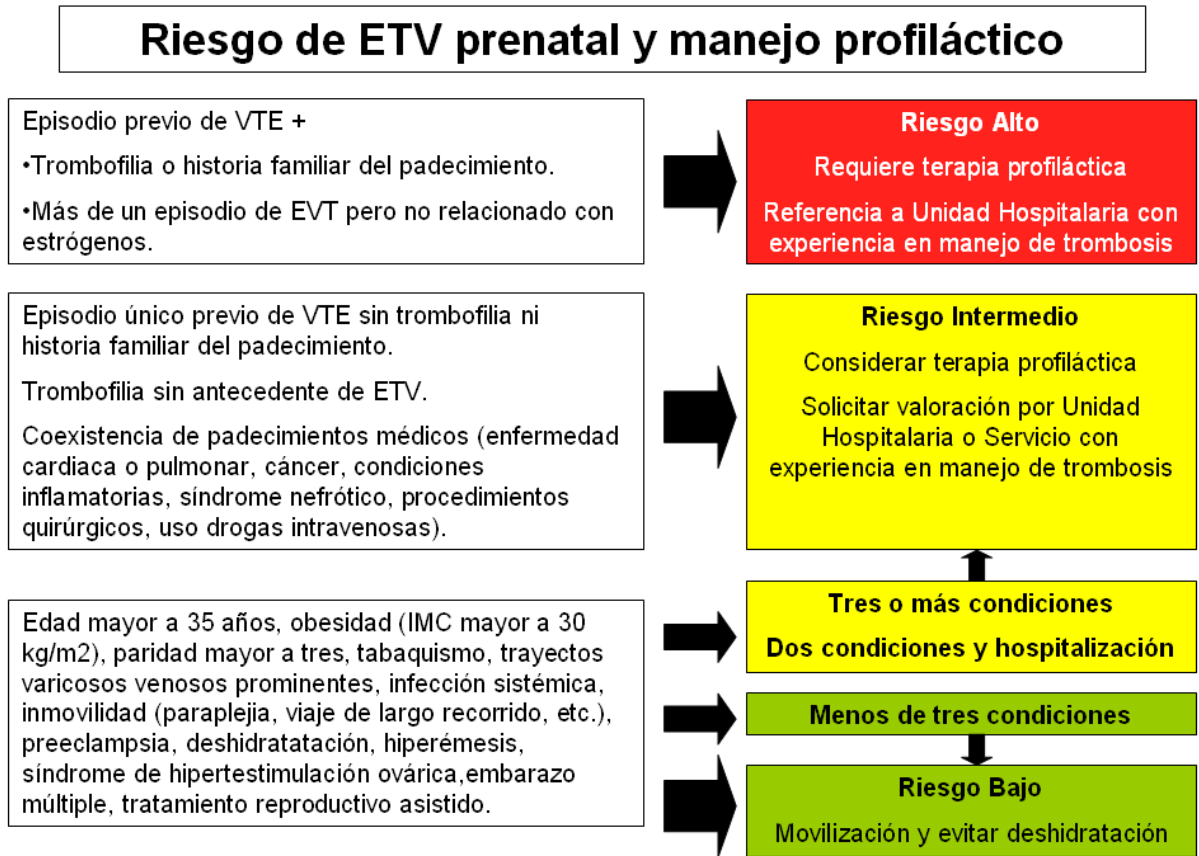 Riesgo de ETV prenatal y manejo profiláctico
Episodio previo de VTE +
•Trombofilia o historia familiar del padecimiento.
•Más de un episodio de EVT pero no relacionado con
estrógenos.
Riesgo Alto
Requiere terapia profiláctica
Referencia a Unidad Hospitalaria con
experiencia en manejo de trombosis
Episodio único previo de VTE sin trombofilia ni
historia familiar del padecimiento.
Trombofilia sin antecedente de ETV.
Coexistencia de padecimientos médicos (enfermedad
cardiaca o pulmonar, cáncer, condiciones
inflamatorias, síndrome nefrótico, procedimientos
quirúrgicos, uso drogas intravenosas).
Riesgo Intermedio
Considerar terapia profiláctica
Solicitar valoración por Unidad
Hospitalaria o Servicio con
experiencia en manejo de trombosis
Edad mayor a 35 años, obesidad (IMC mayor a 30
kg/m2), paridad mayor a tres, tabaquismo, trayectos
varicosos venosos prominentes, infección sistémica,
inmovilidad (paraplejia, viaje de largo recorrido, etc.),
preeclampsia, deshidratatación, hiperémesis,
síndrome de hipertestimulación ovárica,embarazo
múltiple, tratamiento reproductivo asistido.
Tres o más condiciones
Dos condiciones y hospitalización
Menos de tres condiciones
Riesgo Bajo
Movilización y evitar deshidratación